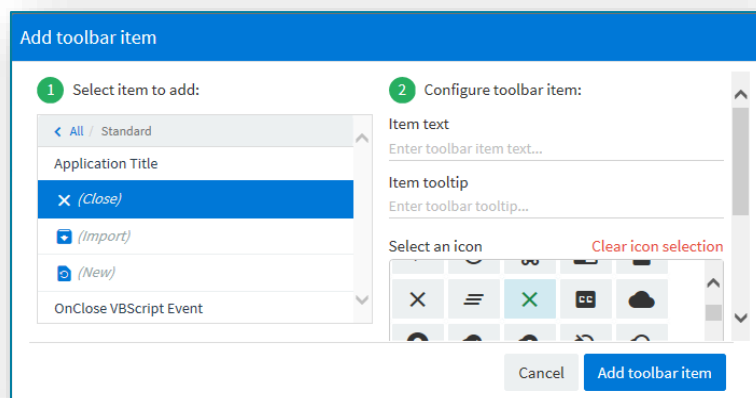 Add toolbar item
1 Select item to add:
All / Standard
Application Title
(Close)
(Import)
(New)
OnClose VBScript Event
2 Configure toolbar item:
Item text
Enter toolbar item text...
Item tooltip
Enter toolbar tooltip...
Select an icon Clear icon selection
CC
Cancel Add toolbar item